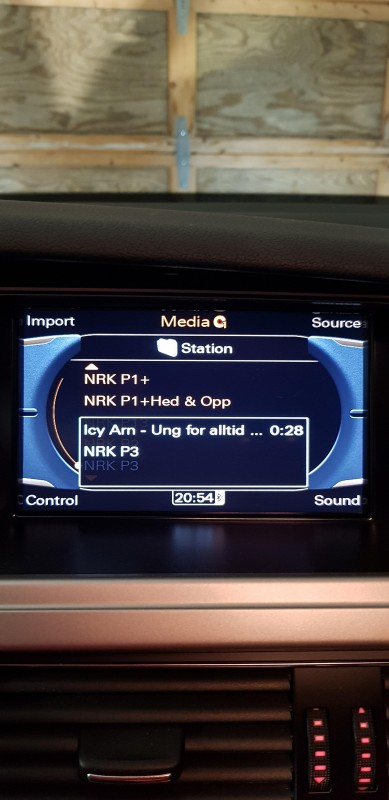 Import Media Source
Station
NRK P1+
NRK P1+Hed & Opp
Icy Arn - Ung for alltid ... 0:28
NRK P3
NRK P3
Control 20:54 Sound